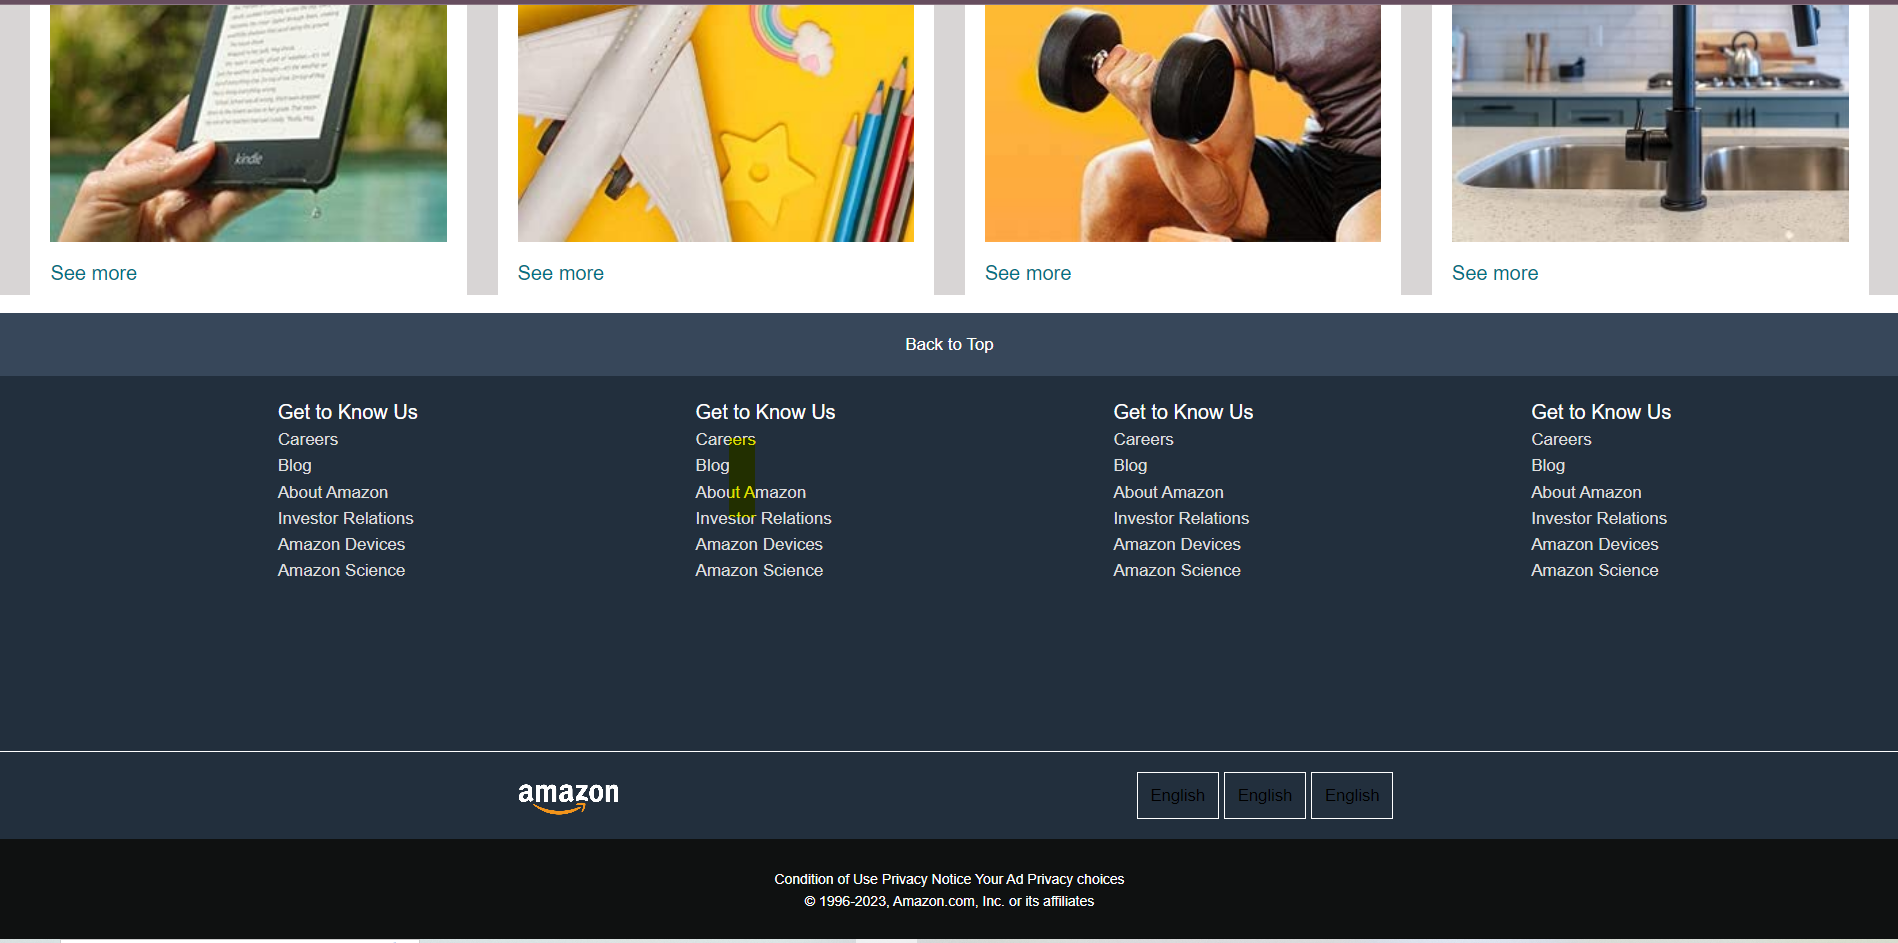 kindle
See more
See more
See more
See more
Back to Top
Get to Know Us
Careers
Blog
About Amazon
Investor Relations
Amazon Devices
Amazon Science
Get to Know Us
Careers
Blog
About Amazon
Investor Relations
Amazon Devices
Amazon Science
Get to Know Us
Careers
Blog
About Amazon
Investor Relations
Amazon Devices
Amazon Science
Get to Know Us
Careers
Blog
About Amazon
Investor Relations
Amazon Devices
Amazon Science
amazon
English English English
Condition of Use Privacy Notice Your Ad Privacy choices
© 1996-2023, Amazon.com, Inc. or its affiliates